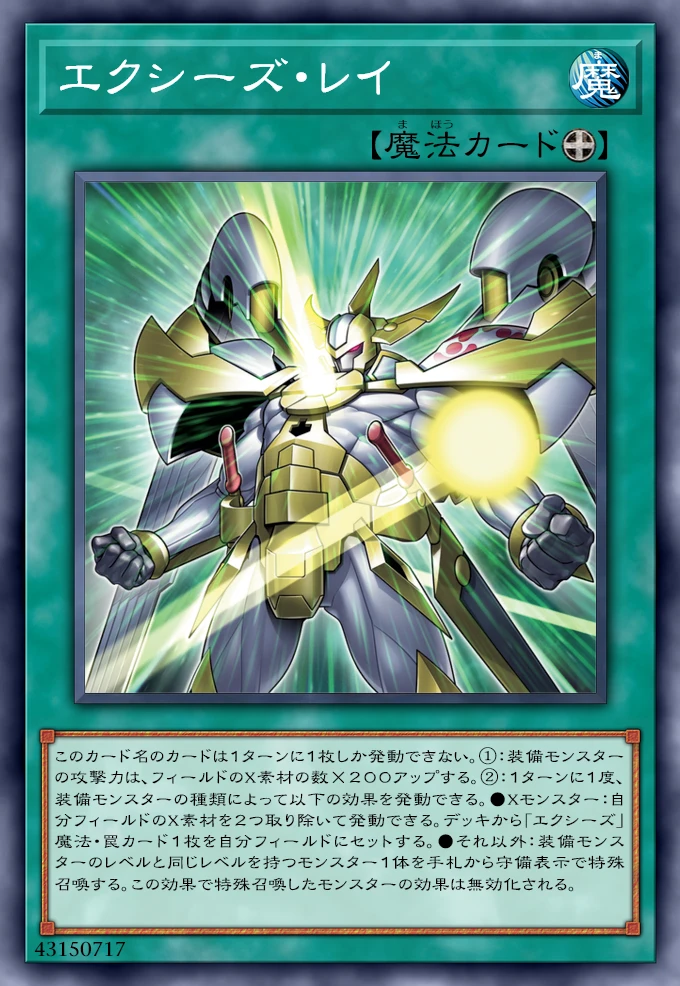 エクシーズ・レイ
魔
ま
ま ほう
【魔法カード】
このカード名のカードは1ターンに1枚しか発動できない。①:装備モンスター
の攻撃力は、フィールドのX素材の数×200アップする。②:1ターンに1度、
装備モンスターの種類によって以下の効果を発動できる。●Xモンスター:自
分フィールドのX素材を2つ取り除いて発動できる。デッキから「エクシーズ」
魔法・罠カード1枚を自分フィールドにセットする。●それ以外:装備モンス
ターのレベルと同じレベルを持つモンスター1体を手札から守備表示で特殊
召喚する。この効果で特殊召喚したモンスターの効果は無効化される。
43150717